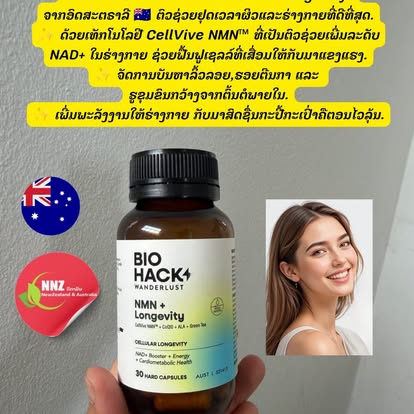 ຈາກອົດສະຕຣາລີ 🇦🇺 ຕົວຊ່ວຢຸດເວລາຜິວແລະຮ່າງກາຍທີ່ດີທີ່ສຸດ.
✨ ດ້ວຍເທັກໂນໂລຢີ CellVive NMN™ ທີ່ເປັນຕົວຊ່ວຍເພີ່ມລະດັບ
NAD+ ໃນຮ່າງກາຍ ຊ່ວຍຟື້ນຟູເຊລລ໌ທີ່ເສື່ອມໃຫ້ກັບມາແຂງແຮງ.
✨ ຈັດການບັນຫາລິ້ວລອຍ,ຮອຍຕີນກາ ແລະ
ຮູຂຸມຂົນກວ້າງຈາກຕົ້ນຕໍພາຍໃນ.
✨ ເພີ່ມພະລັງງານໃຫ້ຮ່າງກາຍ ກັບມາສົດຊື່ນກະປີ້ກະເປົ່າຄືຕອນໄວລຸ້ນ.
NNZ
NewZealand & Australia
BIO
HACK
WANDERLUST
NMN +
Longevity
CellVive NMN™ + CoQ10 + ALA + Green Tea
CELLULAR LONGEVITY
NAD+ Booster + Energy
+ Cardiometabolic Health
30 HARD CAPSULES
AUST L